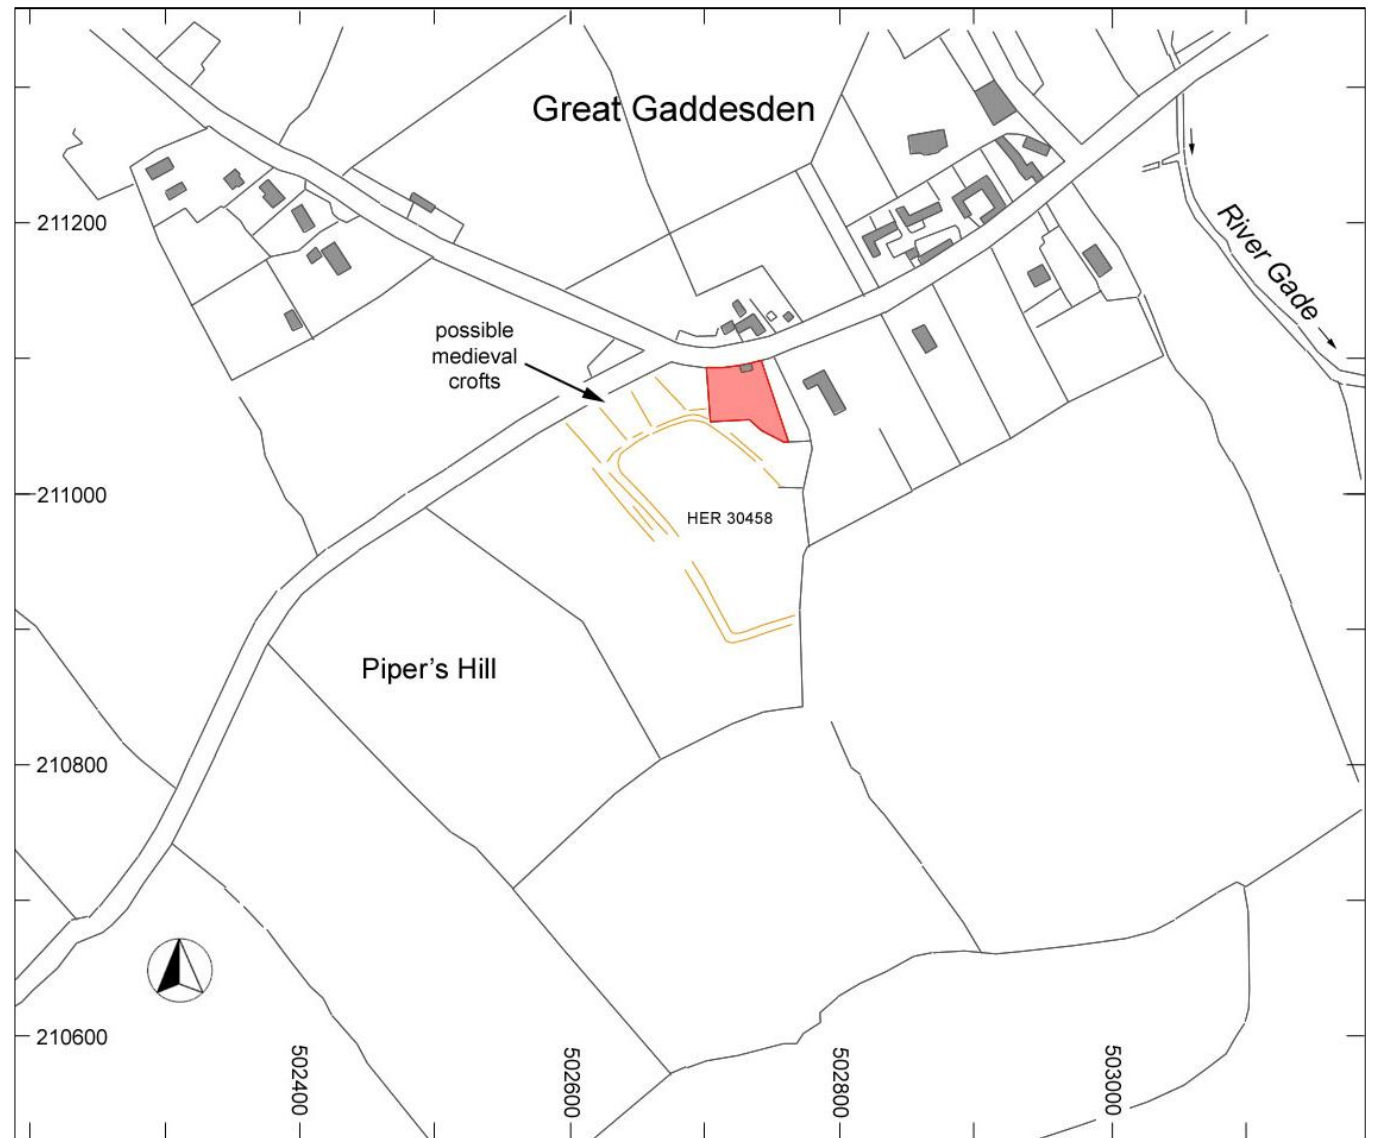 Great Gaddesden
211200
River Gade
possible
medieval
crofts
211000
HER 30458
Piper's Hill
210800
210600
502400
502600
502800
503000